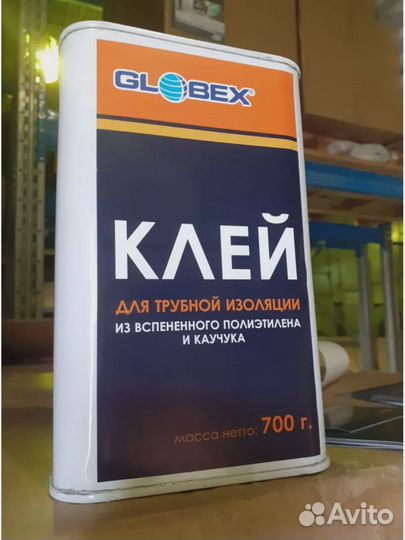 GLOBEX®
КЛЕЙ
ДЛЯ ТРУБНОЙ ИЗОЛЯЦИИ
ИЗ ВСПЕНЕННОГО ПОЛИЭТИЛЕНА
И КАУЧУКА
масса нетто: 700 г.
Avito